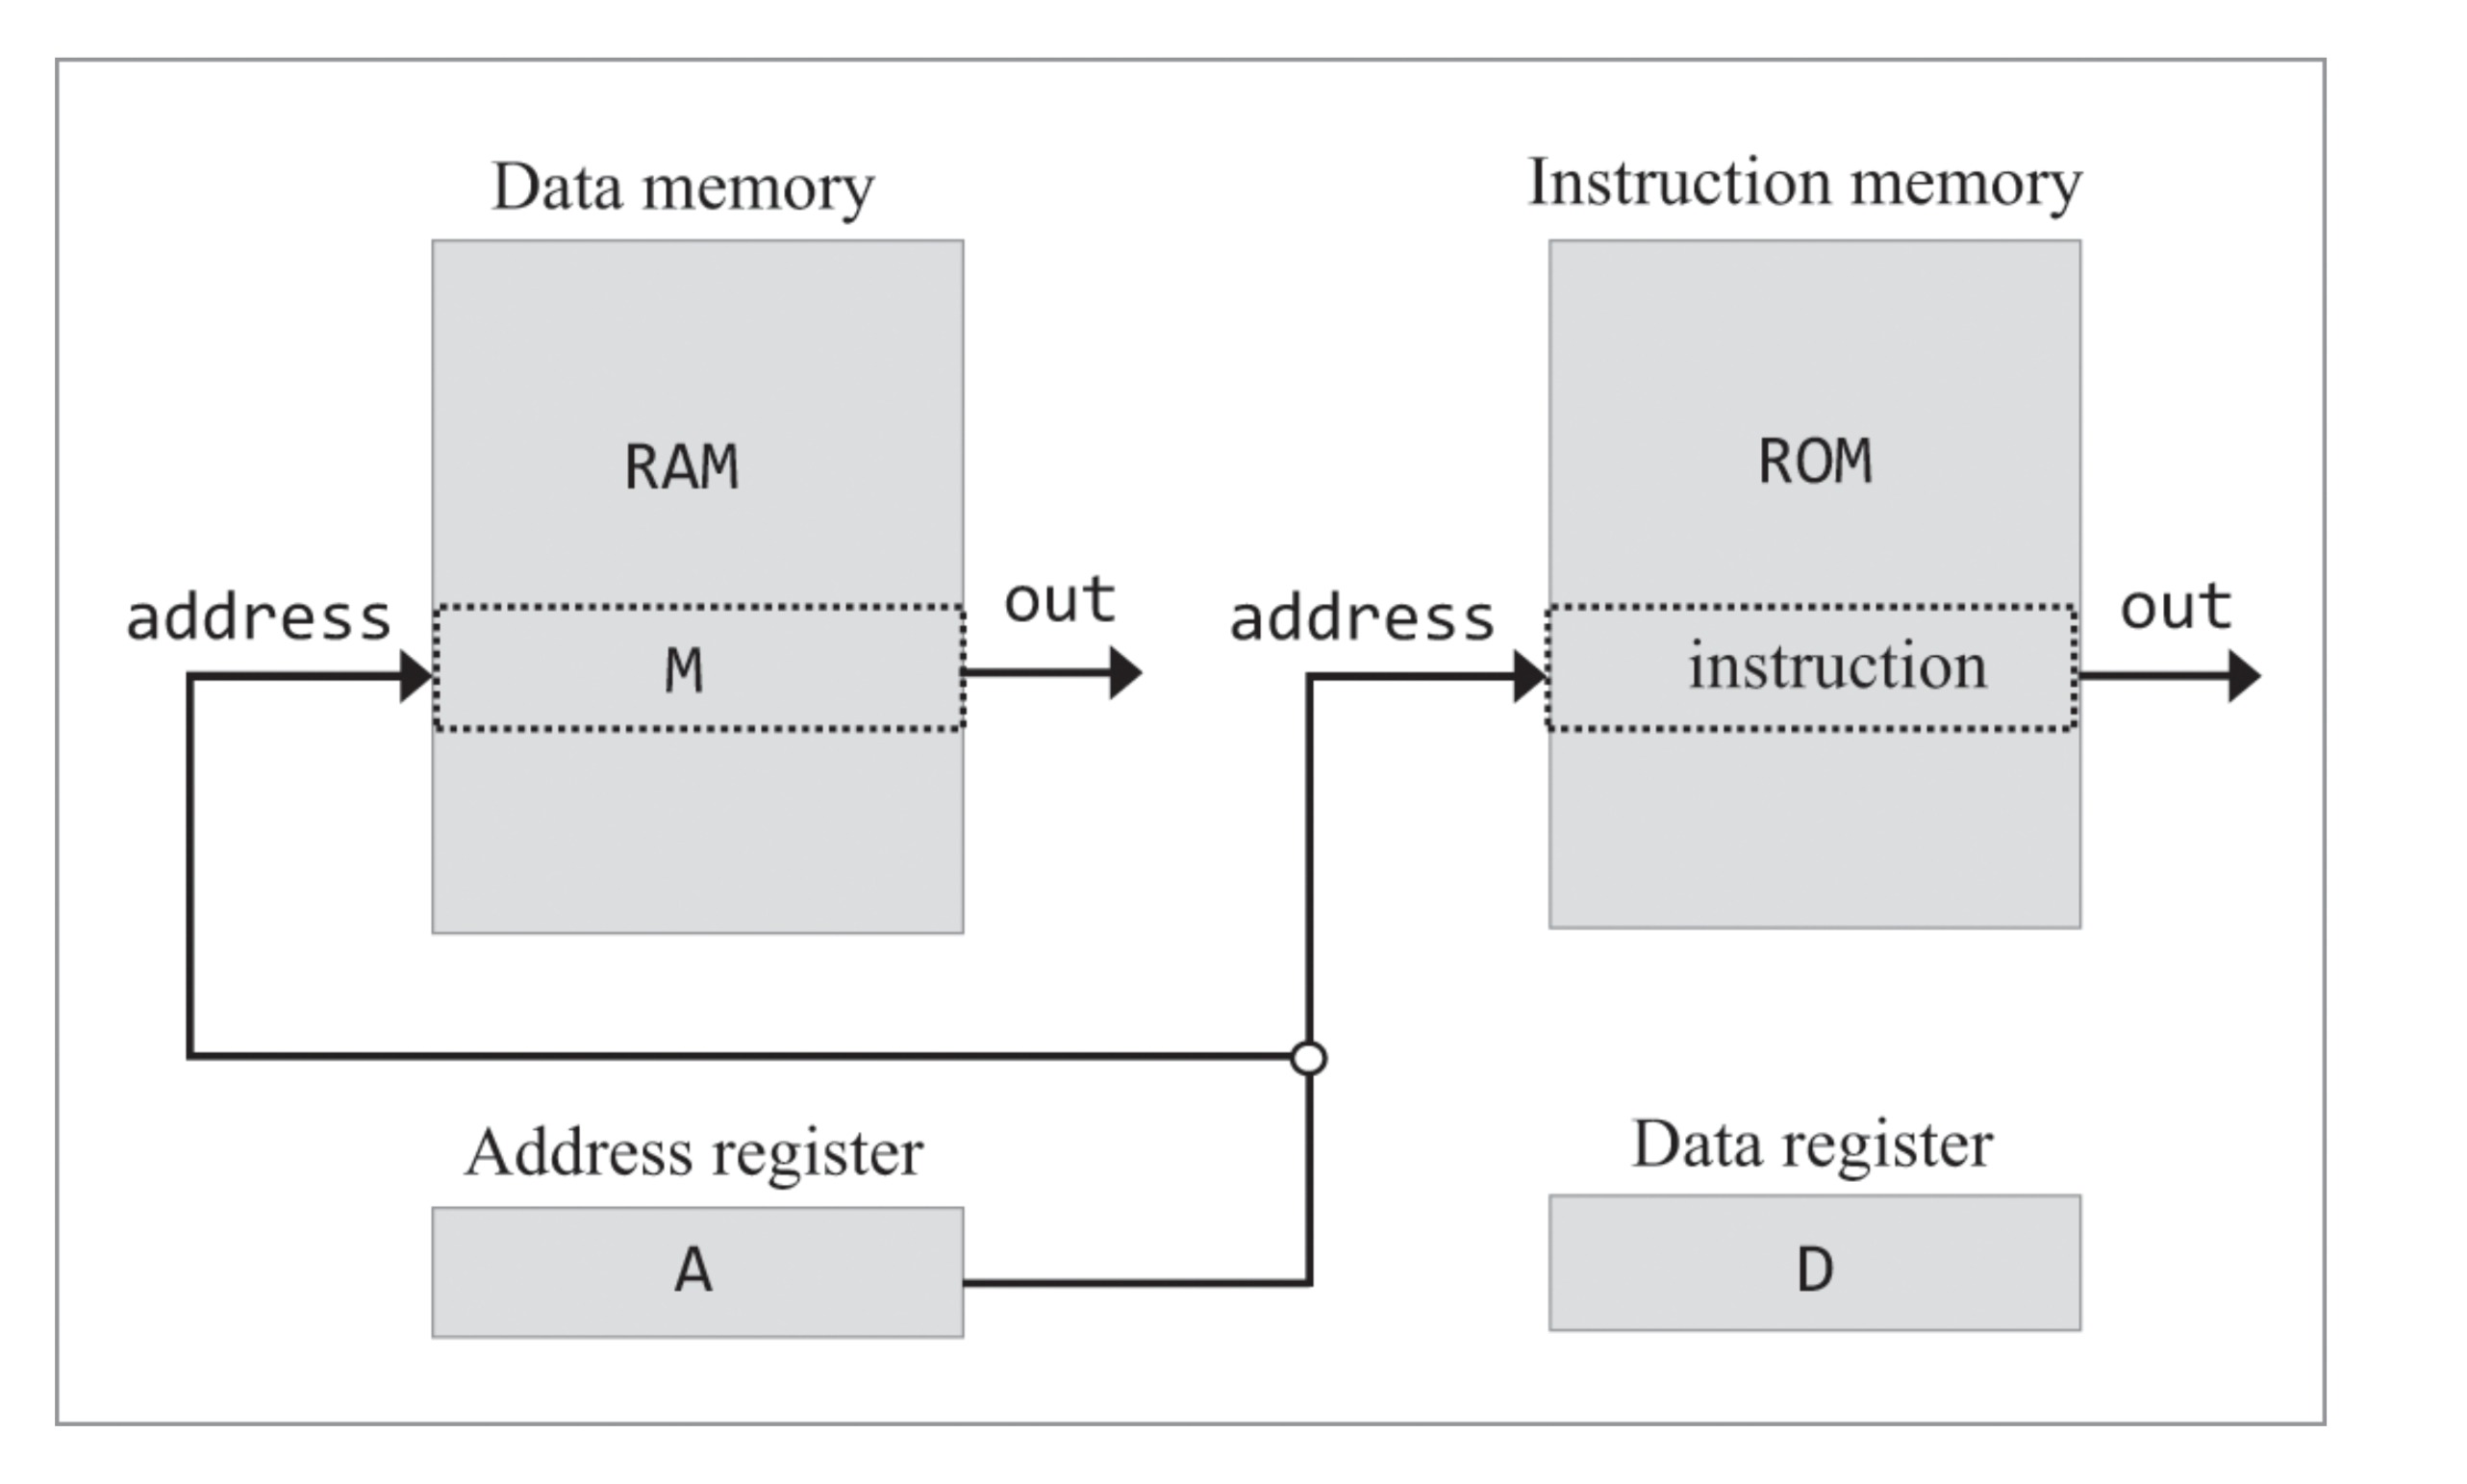 Data memory
Instruction memory
RAM
ROM
address
M
out
address
instruction
out
Address register
Data register
A
D